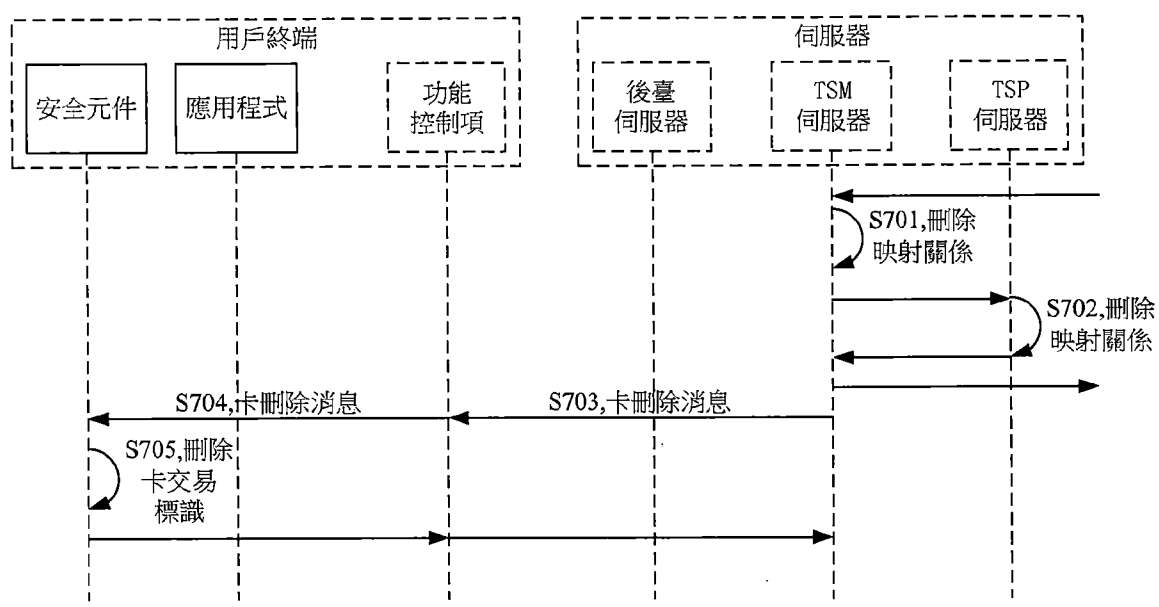 用戶終端
伺服器
安全元件
應用程式
功能
控制項
後臺
伺服器
TSM
伺服器
TSP
伺服器
S701,刪除
映射關係
S702,刪除
映射關係
S704,卡刪除消息
S703,卡刪除消息
S705,刪除
卡交易
標識